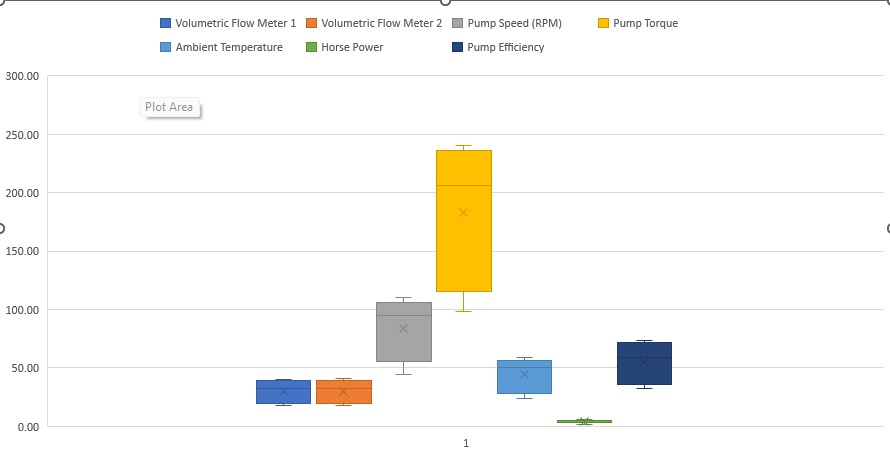 Volumetric Flow Meter 1 Volumetric Flow Meter 2 Pump Speed (RPM) Pump Torque
Ambient Temperature Horse Power Pump Efficiency
300.00
Plot Area
250.00
200.00
150.00
100.00
50.00
0.00
1